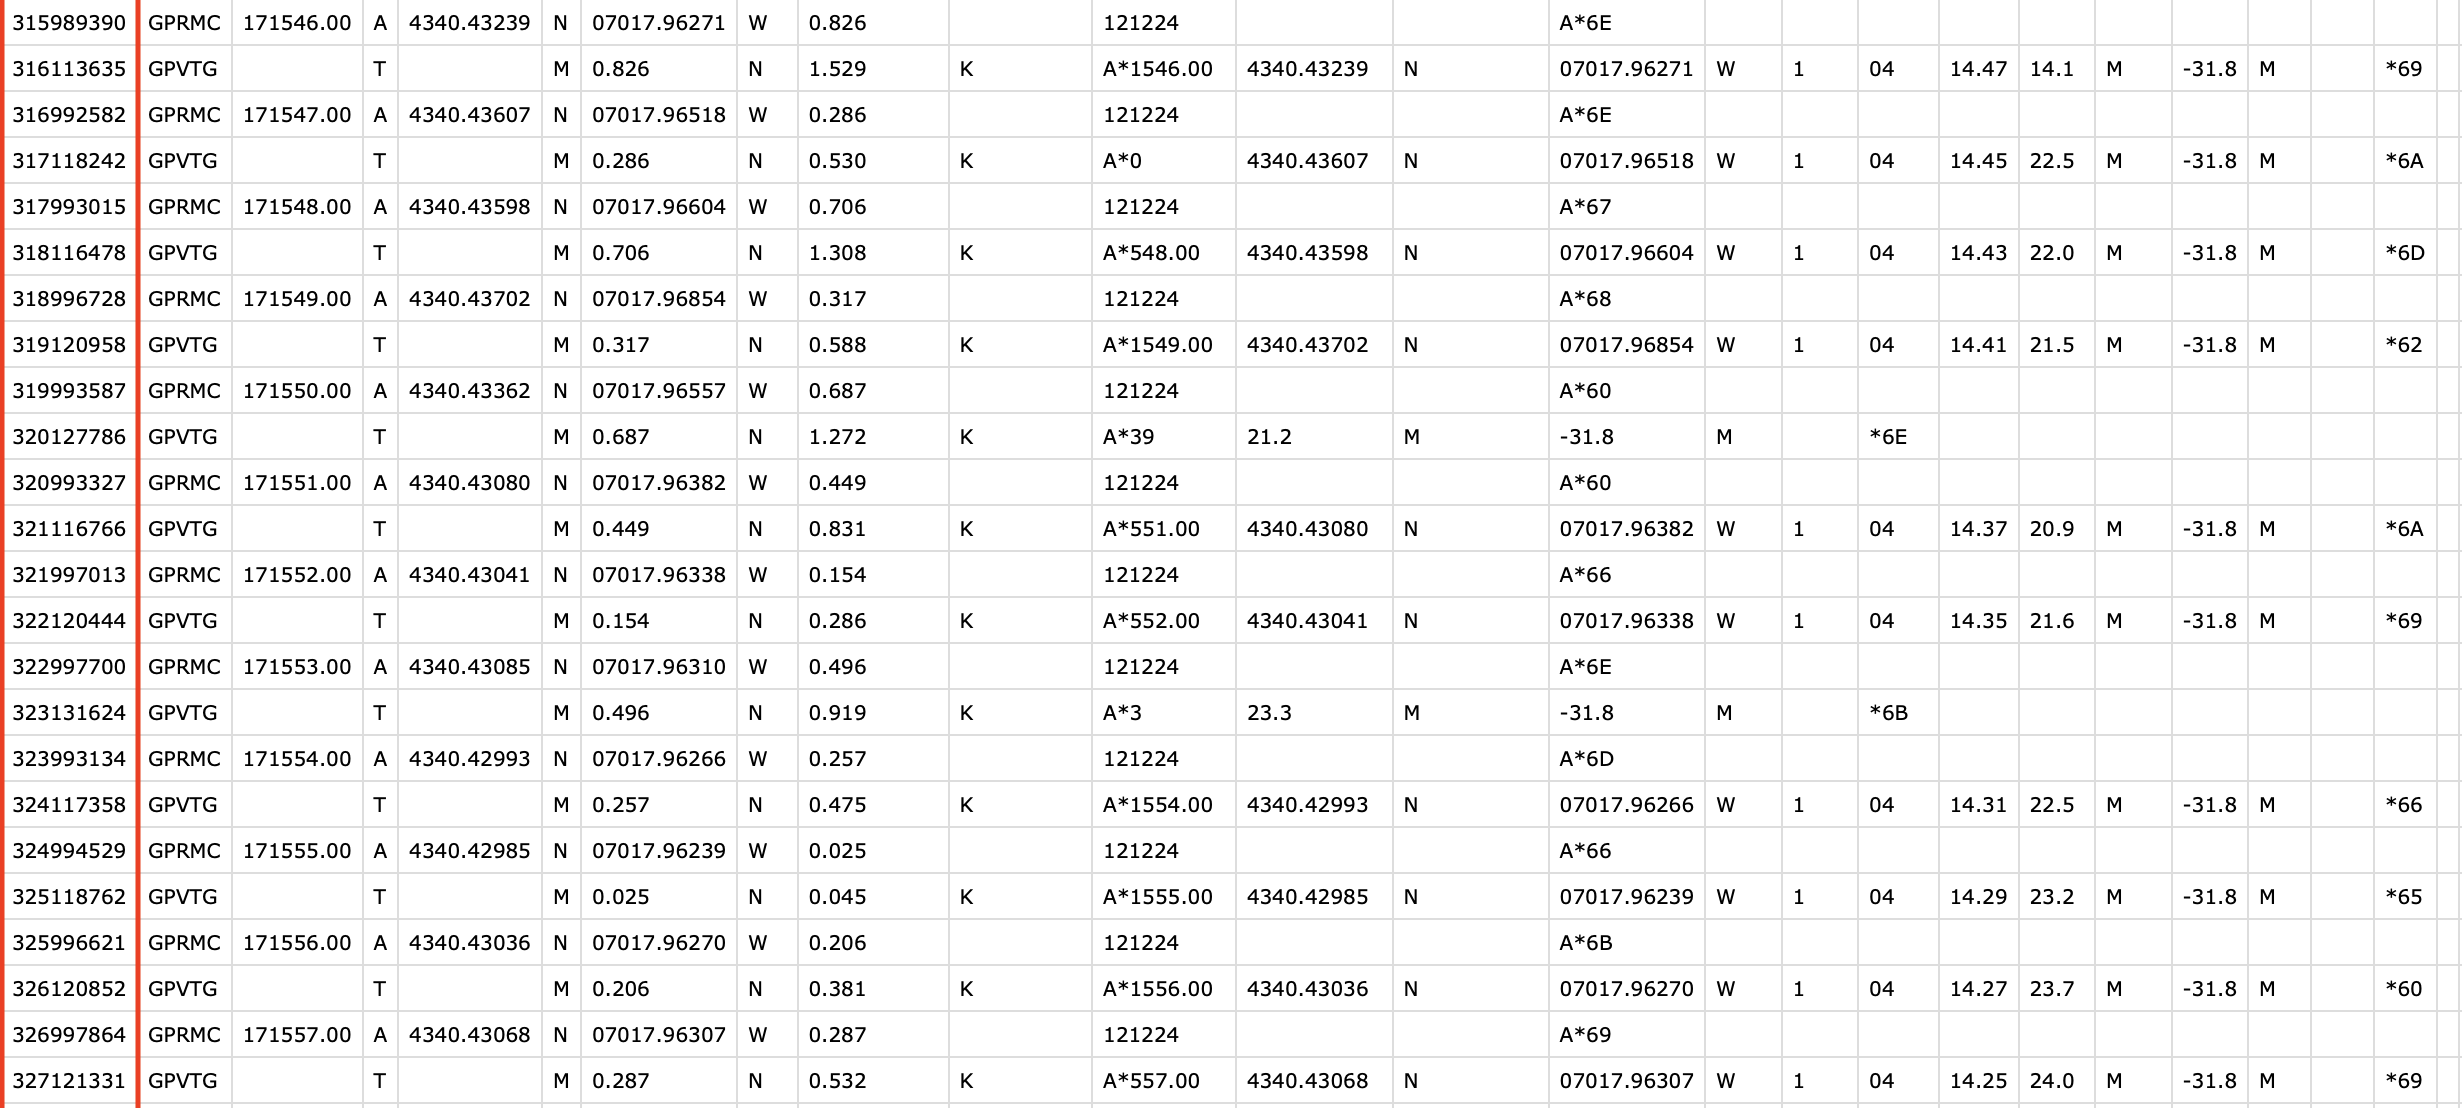 315989390 GPRMC 171546.00 A 4340.43239 N 07017.96271 W 0.826 121224 A*6E
316113635 GPVTG T M 0.826 N 1.529 K A*1546.00 4340.43239 N 07017.96271 W 1 04 14.47 14.1 M -31.8 M *69
316992582 GPRMC 171547.00 A 4340.43607 N 07017.96518 W 0.286 121224 A*6E
317118242 GPVTG T M 0.286 N 0.530 K A*0 4340.43607 N 07017.96518 W 1 04 14.45 22.5 M -31.8 M *6A
317993015 GPRMC 171548.00 A 4340.43598 N 07017.96604 W 0.706 121224 A*67
318116478 GPVTG T M 0.706 N 1.308 K A*548.00 4340.43598 N 07017.96604 W 1 04 14.43 22.0 M -31.8 M *6D
318996728 GPRMC 171549.00 A 4340.43702 N 07017.96854 W 0.317 121224 A*68
319120958 GPVTG T M 0.317 N 0.588 K A*1549.00 4340.43702 N 07017.96854 W 1 04 14.41 21.5 M -31.8 M *62
319993587 GPRMC 171550.00 A 4340.43362 N 07017.96557 W 0.687 121224 A*60
320127786 GPVTG T M 0.687 N 1.272 K A*39 21.2 M -31.8 M *6E
320993327 GPRMC 171551.00 A 4340.43080 N 07017.96382 W 0.449 121224 A*60
321116766 GPVTG T M 0.449 N 0.831 K A*551.00 4340.43080 N 07017.96382 W 1 04 14.37 20.9 M -31.8 M *6A
321997013 GPRMC 171552.00 A 4340.43041 N 07017.96338 W 0.154 121224 A*66
322120444 GPVTG T M 0.154 N 0.286 K A*552.00 4340.43041 N 07017.96338 W 1 04 14.35 21.6 M -31.8 M *69
322997700 GPRMC 171553.00 A 4340.43085 N 07017.96310 W 0.496 121224 A*6E
323131624 GPVTG T M 0.496 N 0.919 K A*3 23.3 M -31.8 M *6B
323993134 GPRMC 171554.00 A 4340.42993 N 07017.96266 W 0.257 121224 A*6D
324117358 GPVTG T M 0.257 N 0.475 K A*1554.00 4340.42993 N 07017.96266 W 1 04 14.31 22.5 M -31.8 M *66
324994529 GPRMC 171555.00 A 4340.42985 N 07017.96239 W 0.025 121224 A*66
325118762 GPVTG T M 0.025 N 0.045 K A*1555.00 4340.42985 N 07017.96239 W 1 04 14.29 23.2 M -31.8 M *65
325996621 GPRMC 171556.00 A 4340.43036 N 07017.96270 W 0.206 121224 A*6B
326120852 GPVTG T M 0.206 N 0.381 K A*1556.00 4340.43036 N 07017.96270 W 1 04 14.27 23.7 M -31.8 M *60
326997864 GPRMC 171557.00 A 4340.43068 N 07017.96307 W 0.287 121224 A*69
327121331 GPVTG T M 0.287 N 0.532 K A*557.00 4340.43068 N 07017.96307 W 1 04 14.25 24.0 M -31.8 M *69